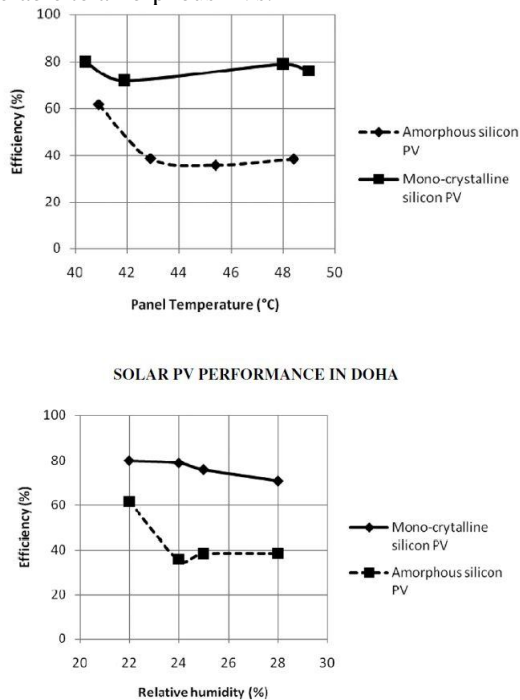 100
80
60
40
20
0
Efficiency (%)
40 42 44 46 48 50
Panel Temperature (°C)
Amorphous silicon
PV
Mono-crystalline
silicon PV
SOLAR PV PERFORMANCE IN DOHA
100
80
60
40
20
0
Efficiency (%)
20 22 24 26 28 30
Relative humidity (%)
Mono-crytalline
silicon PV
Amorphous silicon
PV